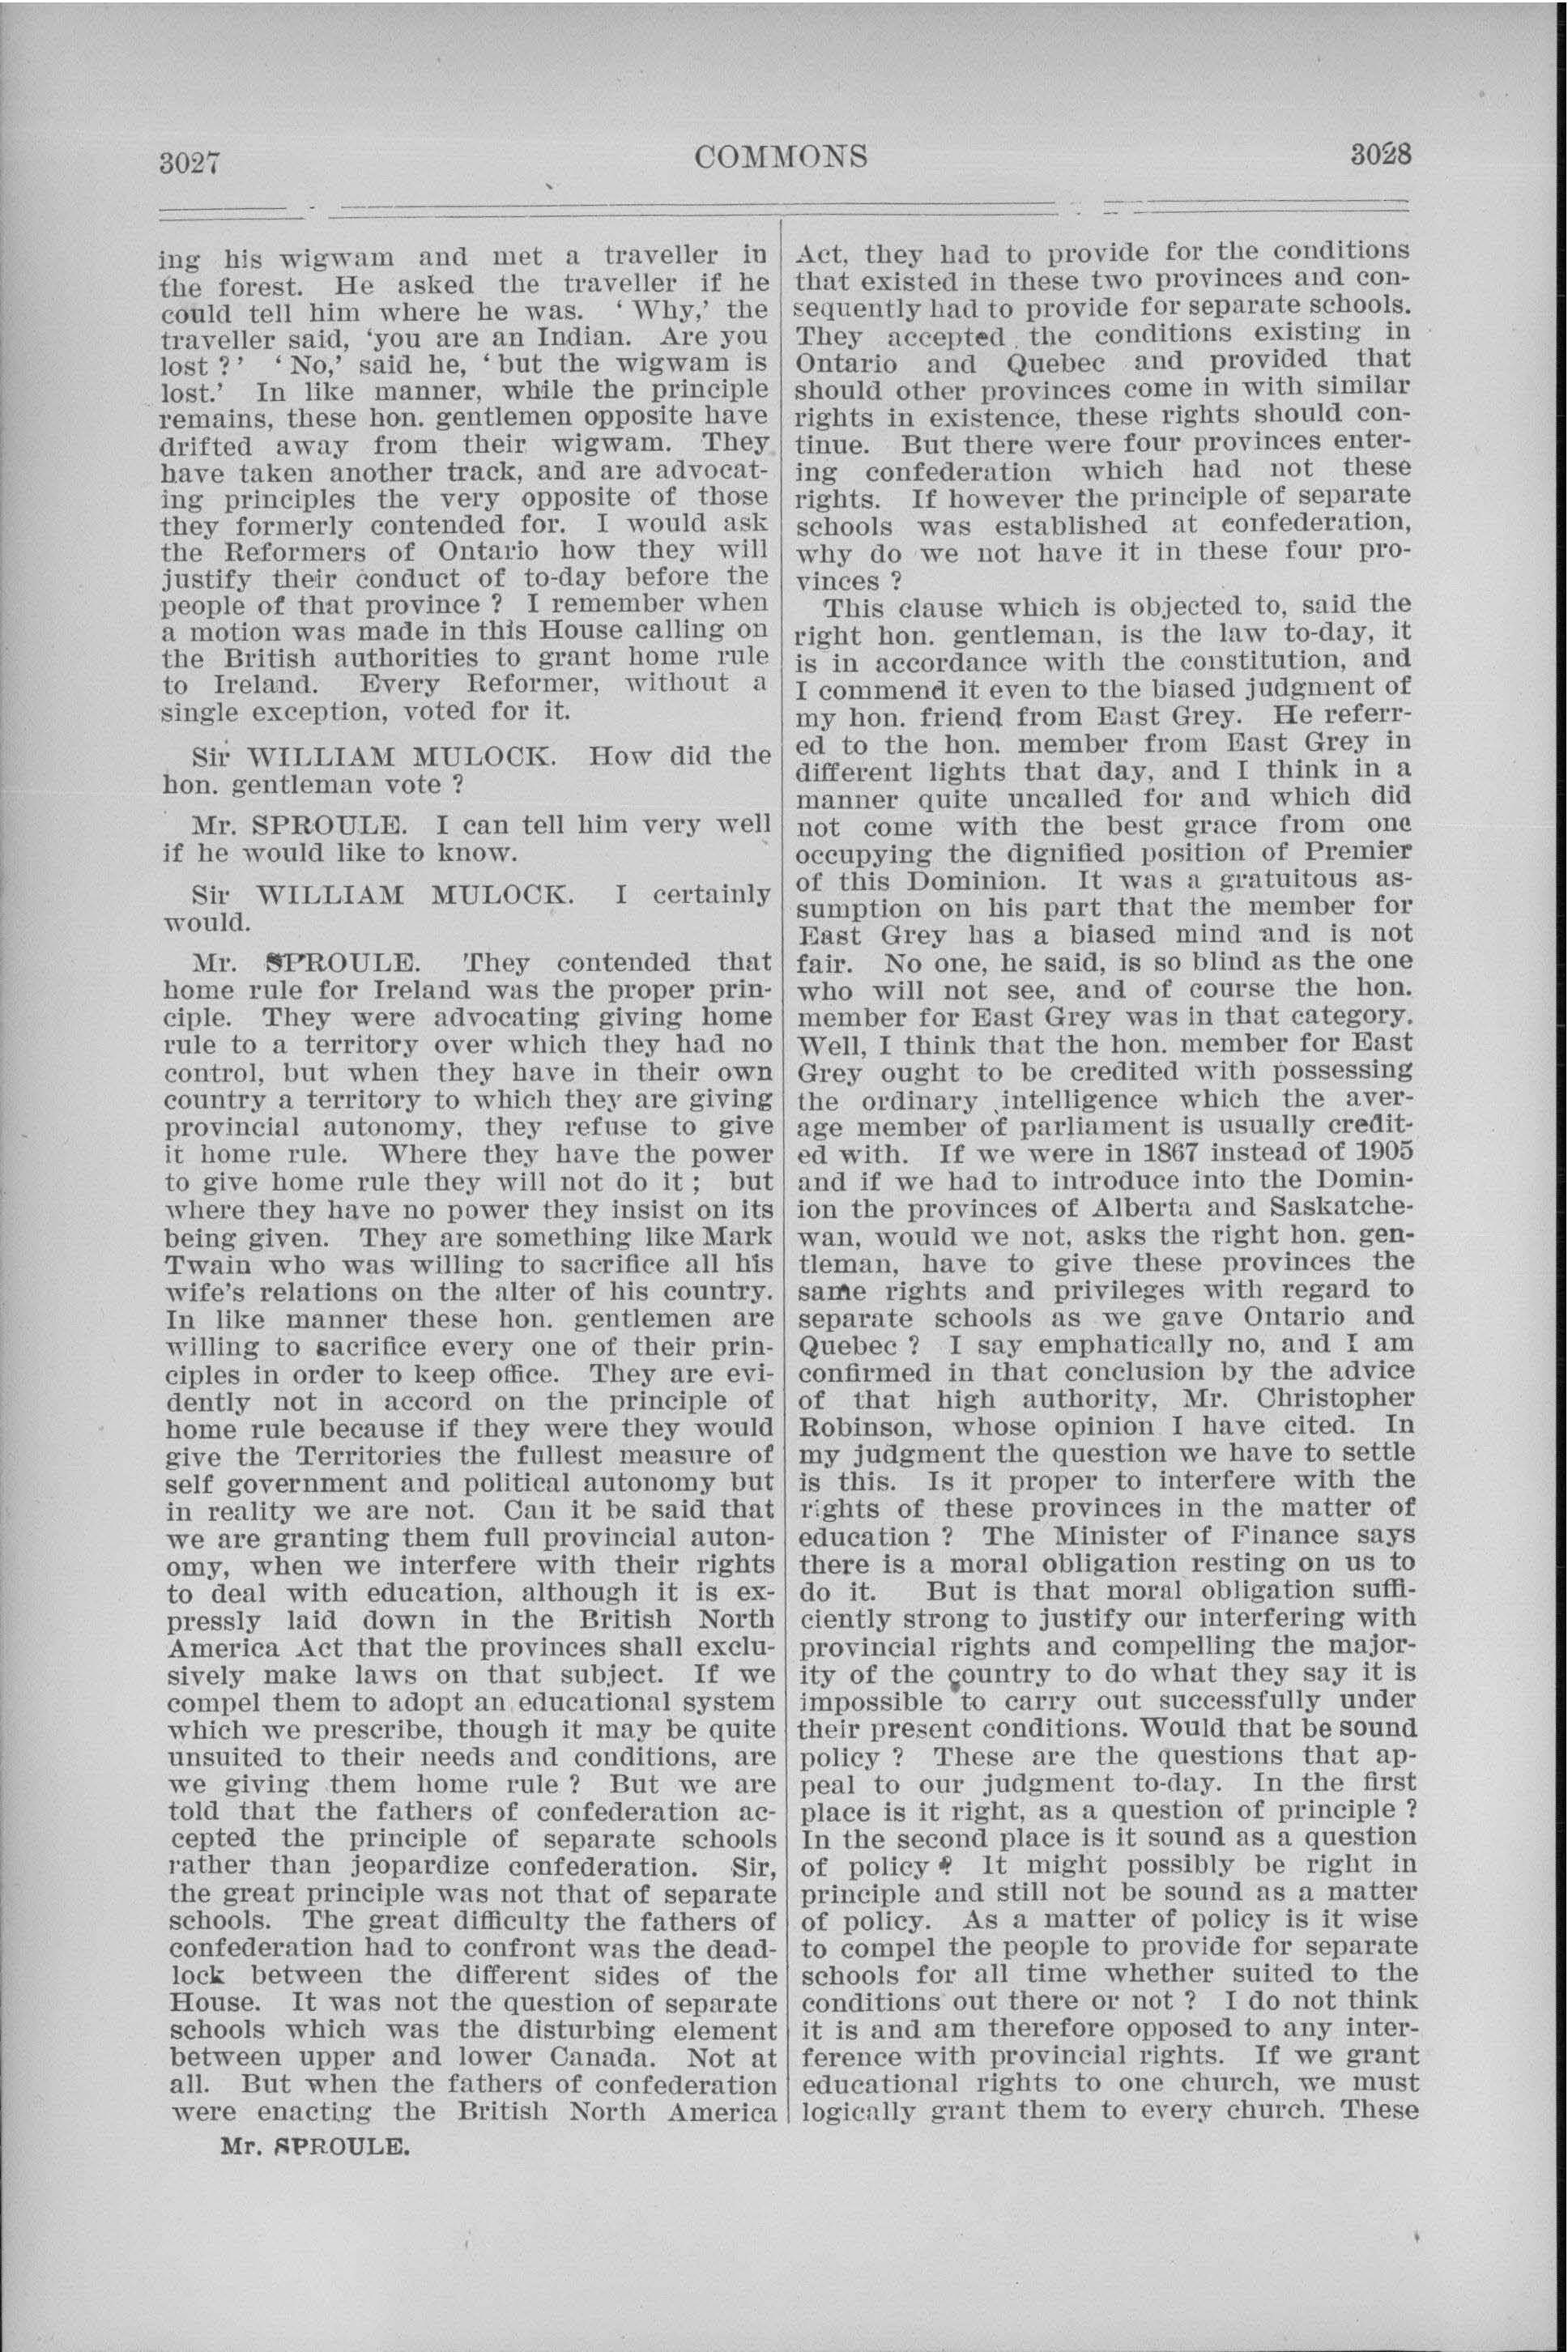 3027
COMMONS
3028
ing his wigwam and met a traveller in
the forest. He asked the traveller if he
could tell him where he was. ‘ Why,’ the
traveller said, ‘you are an Indian. Are you
lost ?’ ‘ No,’ said he, ‘ but the wigwam is
lost.’ In like manner, while the principle
remains, these hon. gentlemen opposite have
drifted away from their wigwam. They
have taken another track, and are advocat-
ing principles the very opposite of those
they formerly contended for. I would ask
the Reformers of Ontario how they will
justify their conduct of to-day before the
people of that province ? I remember when
a motion was made in this House calling on
the British authorities to grant home rule
to Ireland. Every Reformer, without a
single exception, voted for it.
Sir WILLIAM MULOCK. How did the
hon. gentleman vote ?
Mr. SPROULE. I can tell him very well
if he would like to know.
Sir WILLIAM MULOCK. I certainly
would.
Mr. SPROULE. They contended that
home rule for Ireland was the proper prin-
ciple. They were advocating giving home
rule to a territory over which they had no
control, but when they have in their own
country a territory to which they are giving
provincial autonomy, they refuse to give
it home rule. Where they have the power
to give home rule they will not do it ; but
where they have no power they insist on its
being given. They are something like Mark
Twain who was willing to sacrifice all his
wife's relations on the alter of his country.
In like manner these hon. gentlemen are
willing to sacrifice every one of their prin-
ciples in order to keep office. They are evi-
dently not in accord on the principle of
home rule because if they were they would
give the Territories the fullest measure of
self government and political autonomy but
in reality we are not. Can it be said that
we are granting them full provincial auton-
omy, when we interfere with their rights
to deal with education, although it is ex-
pressly laid down in the British North
America Act that the provinces shall exclu-
sively make laws on that subject. If we
compel them to adopt an educational system
which we prescribe, though it may be quite
unsuited to their needs and conditions, are
we giving them home rule ? But we are
told that the fathers of confederation ac-
cepted the principle of separate schools
rather than jeopardize confederation. Sir,
the great principle was not that of separate
schools. The great difficulty the fathers of
confederation had to confront was the dead-
lock between the different sides of the
House. It was not the question of separate
schools which was the disturbing element
between upper and lower Canada. Not at
all. But when the fathers of confederation
were enacting the British North America
Mr. SPROULE.
Act, they had to provide for the conditions
that existed in these two provinces and con-
sequently had to provide for separate schools.
They accepted the conditions existing in
Ontario and Quebec and provided that
should other provinces come in with similar
rights in existence, these rights should con-
tinue. But there were four provinces enter-
ing confederation which had not these
rights. If however the principle of separate
schools was established at confederation,
why do we not have it in these four pro-
vinces ?
This clause which is objected to, said the
right hon. gentleman, is the law to-day, it
is in accordance with the constitution, and
I commend it even to the biased judgment of
my hon. friend from East Grey. He referr-
ed to the hon. member from East Grey in
different lights that day, and I think in a
manner quite uncalled for and which did
not come with the best grace from one
occupying the dignified position of Premier
of this Dominion. It was a gratuitous as-
sumption on his part that the member for
East Grey has a biased mind and is not
fair. No one, he said, is so blind as the one
who will not see, and of course the hon.
member for East Grey was in that category.
Well, I think that the hon. member for East
Grey ought to be credited with possessing
the ordinary intelligence which the aver-
age member of parliament is usually credit-
ed with. If we were in 1867 instead of 1905
and if we had to introduce into the Domin-
ion the provinces of Alberta and Saskatche-
wan, would we not, asks the right hon. gen-
tleman, have to give these provinces the
same rights and privileges with regard to
separate schools as we gave Ontario and
Quebec ? I say emphatically no, and I am
confirmed in that conclusion by the advice
of that high authority, Mr. Christopher
Robinson, whose opinion I have cited. In
my judgment the question we have to settle
is this. Is it proper to interfere with the
rights of these provinces in the matter of
education ? The Minister of Finance says
there is a moral obligation resting on us to
do it. But is that moral obligation suffi-
ciently strong to justify our interfering with
provincial rights and compelling the major-
ity of the country to do what they say it is
impossible to carry out successfully under
their present conditions. Would that be sound
policy ? These are the questions that ap-
peal to our judgment to-day. In the first
place is it right, as a question of principle ?
In the second place is it sound as a question
of policy ? It might possibly be right in
principle and still not be sound as a matter
of policy. As a matter of policy is it wise
to compel the people to provide for separate
schools for all time whether suited to the
conditions out there or not ? I do not think
it is and am therefore opposed to any inter-
ference with provincial rights. If we grant
educational rights to one church, we must
logically grant them to every church. These